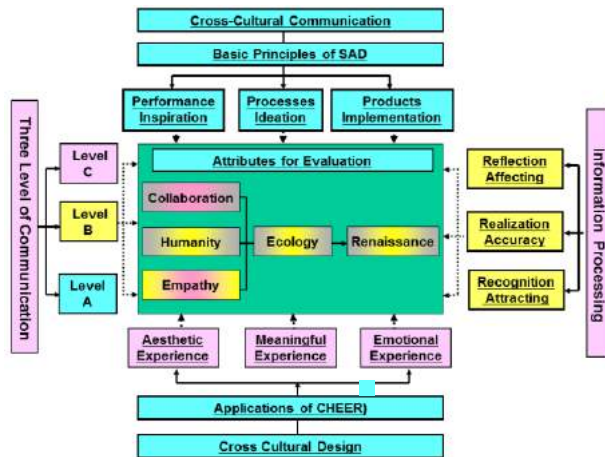 Cross-Cultural Communication
Basic Principles of SAD
Performance
Inspiration
Processes
Ideation
Products
Implementation
Three Level of Communication
Level
C
Level
B
Level
A
Attributes for Evaluation
Collaboration
Humanity
Empathy
Ecology
Renaissance
Reflection
Affecting
Realization
Accuracy
Recognition
Attracting
Information Processing
Aesthetic
Experience
Meaningful
Experience
Emotional
Experience
Applications of CHEER)
Cross Cultural Design